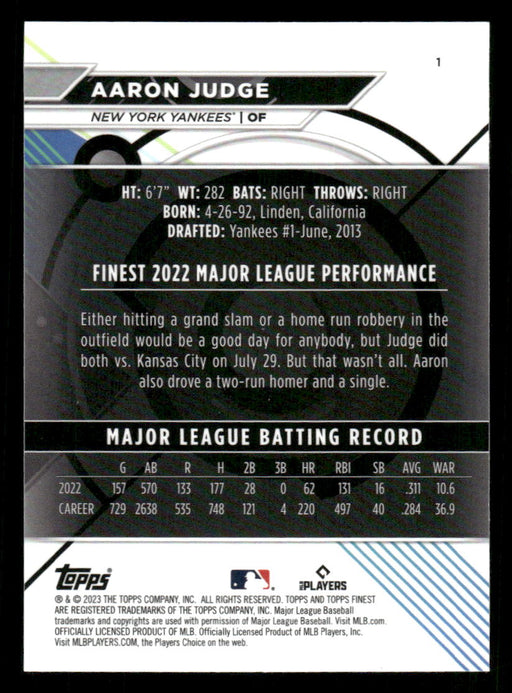 1
AARON JUDGE
NEW YORK YANKEES® | OF
HT: 6'7" WT: 282 BATS: RIGHT THROWS: RIGHT
BORN: 4-26-92, Linden, California
DRAFTED: Yankees #1-June, 2013
FINEST 2022 MAJOR LEAGUE PERFORMANCE
Either hitting a grand slam or a home run robbery in the
outfield would be a good day for anybody, but Judge did
both vs. Kansas City on July 29. But that wasn't all. Aaron
also drove a two-run homer and a single.
MAJOR LEAGUE BATTING RECORD
G AB R H 2B 3B HR RBI SB AVG WAR
2022 157 570 133 177 28 0 62 131 16 .311 10.6
CAREER 729 2638 535 748 121 4 220 497 40 .284 36.9
Topps
PLAYERS
® & © 2023 THE TOPPS COMPANY, INC. ALL RIGHTS RESERVED. TOPPS AND TOPPS FINEST
ARE REGISTERED TRADEMARKS OF THE TOPPS COMPANY, INC. Major League Baseball
trademarks and copyrights are used with permission of Major League Baseball. Visit MLB.com.
OFFICIALLY LICENSED PRODUCT OF MLB. Officially Licensed Product of MLB Players, Inc.
Visit MLBPLAYERS.COM, the Players Choice on the web.